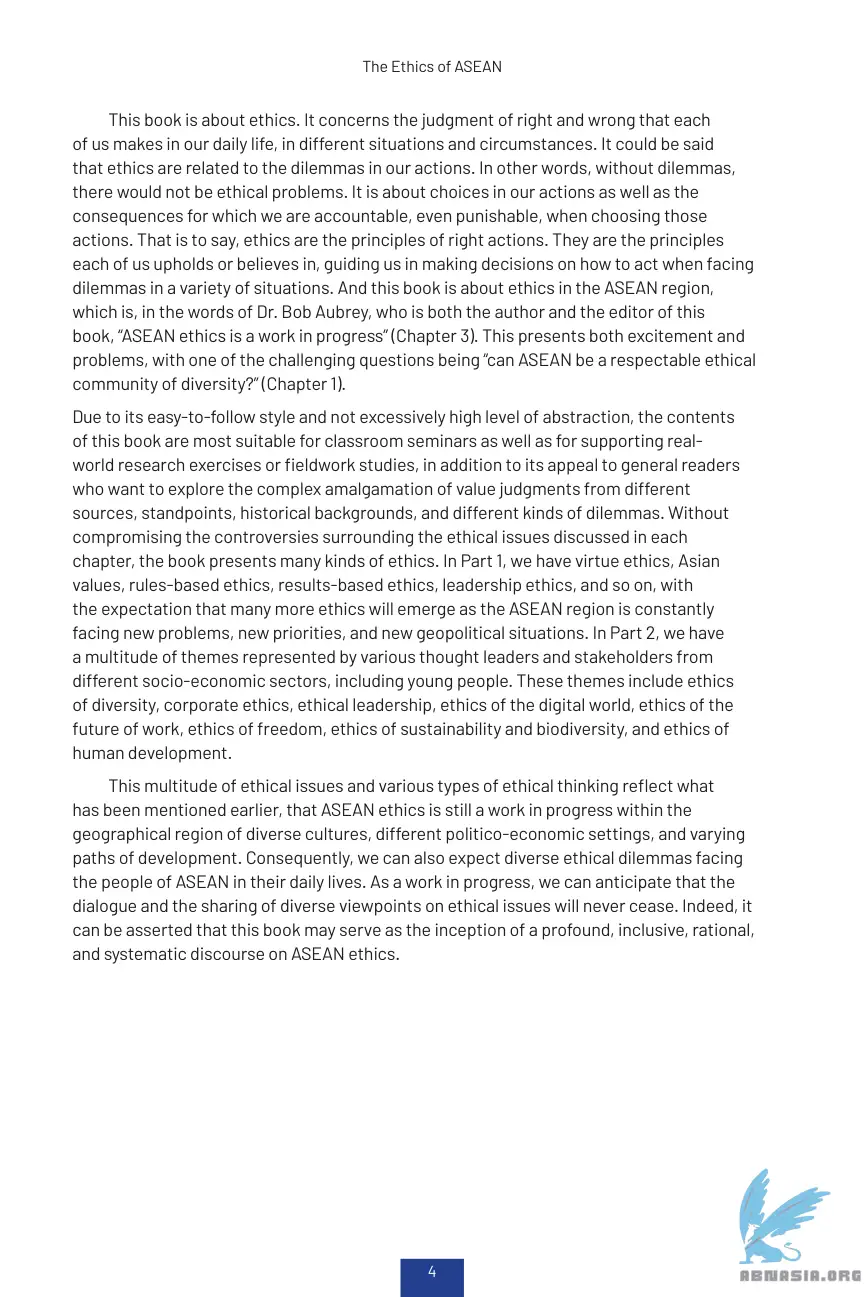 The Ethics of ASEAN
This book is about ethics. It concerns the judgment of right and wrong that each
of us makes in our daily life, in different situations and circumstances. It could be said
that ethics are related to the dilemmas in our actions. In other words, without dilemmas,
there would not be ethical problems. It is about choices in our actions as well as the
consequences for which we are accountable, even punishable, when choosing those
actions. That is to say, ethics are the principles of right actions. They are the principles
each of us upholds or believes in, guiding us in making decisions on how to act when facing
dilemmas in a variety of situations. And this book is about ethics in the ASEAN region,
which is, in the words of Dr. Bob Aubrey, who is both the author and the editor of this
book, “ASEAN ethics is a work in progress” (Chapter 3). This presents both excitement and
problems, with one of the challenging questions being “can ASEAN be a respectable ethical
community of diversity?” (Chapter 1).
Due to its easy-to-follow style and not excessively high level of abstraction, the contents
of this book are most suitable for classroom seminars as well as for supporting real-
world research exercises or fieldwork studies, in addition to its appeal to general readers
who want to explore the complex amalgamation of value judgments from different
sources, standpoints, historical backgrounds, and different kinds of dilemmas. Without
compromising the controversies surrounding the ethical issues discussed in each
chapter, the book presents many kinds of ethics. In Part 1, we have virtue ethics, Asian
values, rules-based ethics, results-based ethics, leadership ethics, and so on, with
the expectation that many more ethics will emerge as the ASEAN region is constantly
facing new problems, new priorities, and new geopolitical situations. In Part 2, we have
a multitude of themes represented by various thought leaders and stakeholders from
different socio-economic sectors, including young people. These themes include ethics
of diversity, corporate ethics, ethical leadership, ethics of the digital world, ethics of the
future of work, ethics of freedom, ethics of sustainability and biodiversity, and ethics of
human development.
This multitude of ethical issues and various types of ethical thinking reflect what
has been mentioned earlier, that ASEAN ethics is still a work in progress within the
geographical region of diverse cultures, different politico-economic settings, and varying
paths of development. Consequently, we can also expect diverse ethical dilemmas facing
the people of ASEAN in their daily lives. As a work in progress, we can anticipate that the
dialogue and the sharing of diverse viewpoints on ethical issues will never cease. Indeed, it
can be asserted that this book may serve as the inception of a profound, inclusive, rational,
and systematic discourse on ASEAN ethics.
4
ABNASIA.ORG